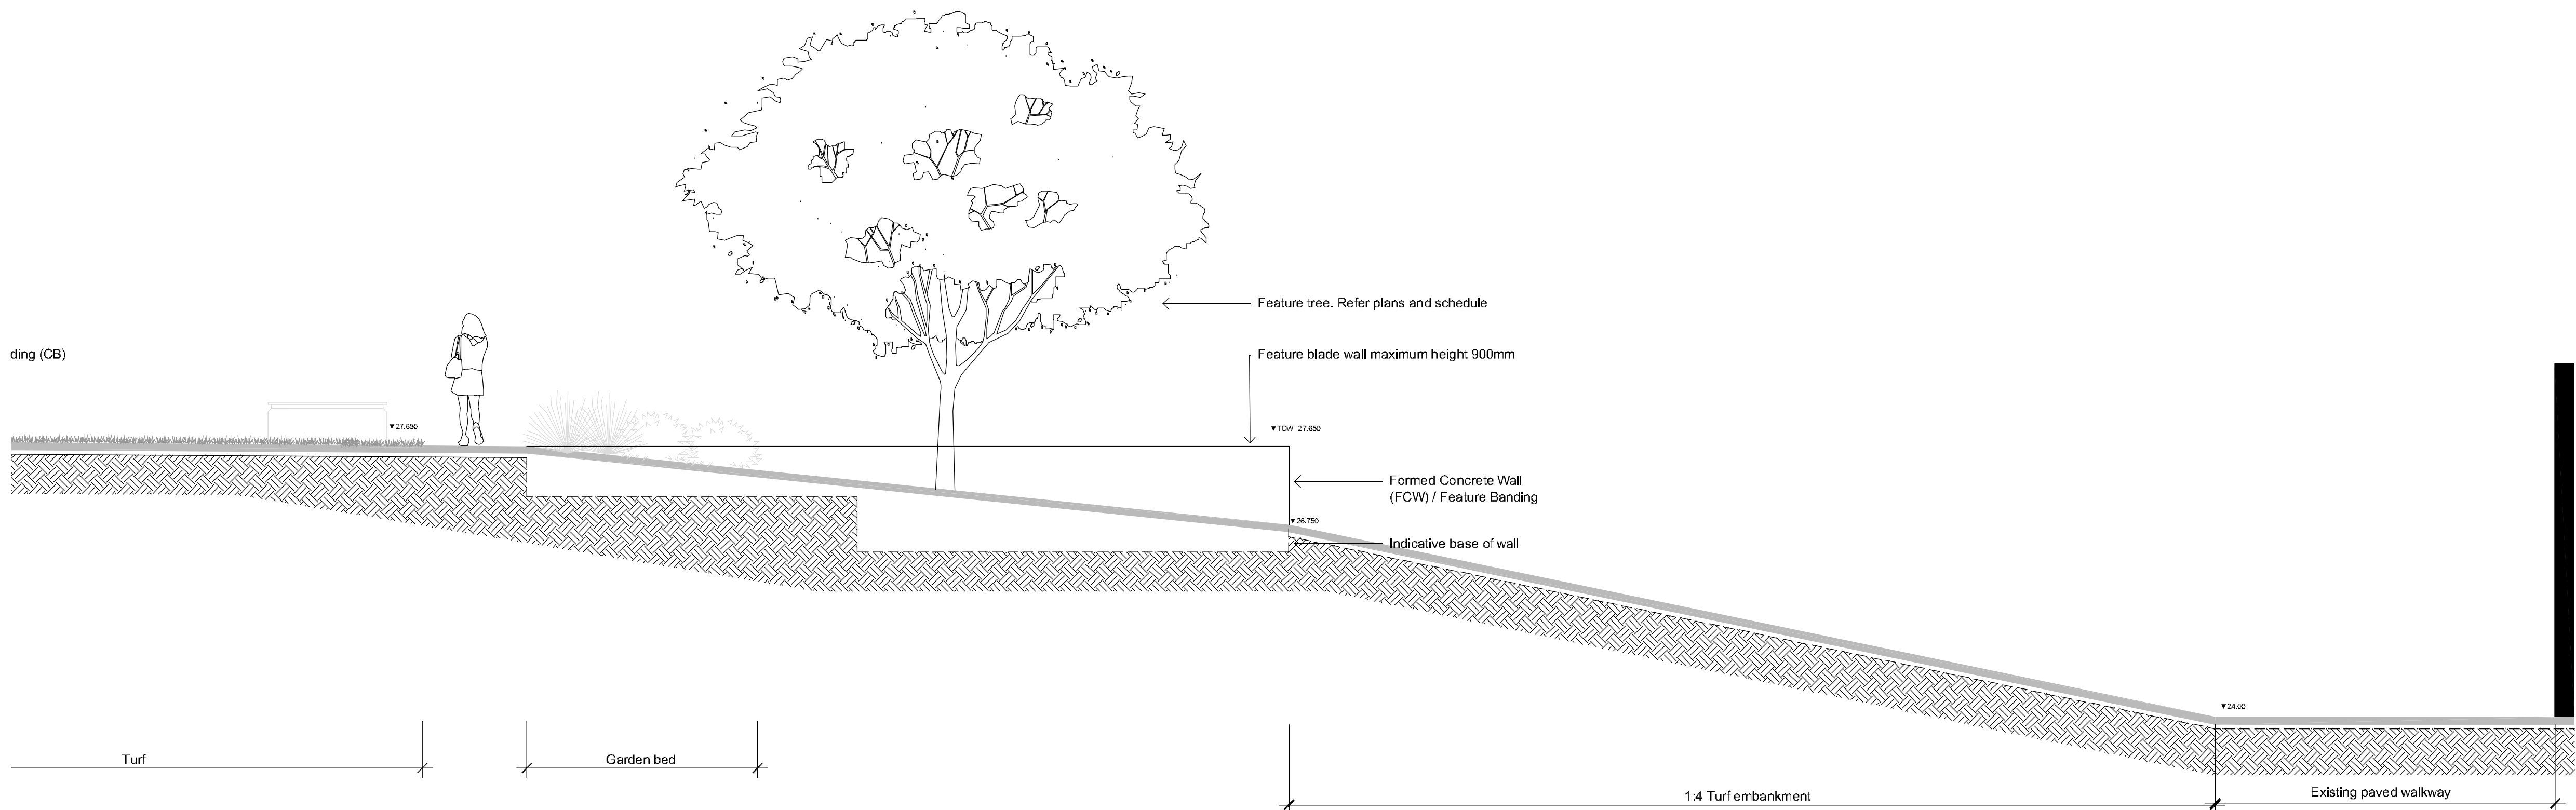 Feature tree. Refer plans and schedule
ding (CB)
Feature blade wall maximum height 900mm
▼27.650
▼TOW 27.650
Formed Concrete Wall
(FCW) / Feature Banding
▼26.750
Indicative base of wall
▼24.00
Turf
Garden bed
1:4 Turf embankment
Existing paved walkway